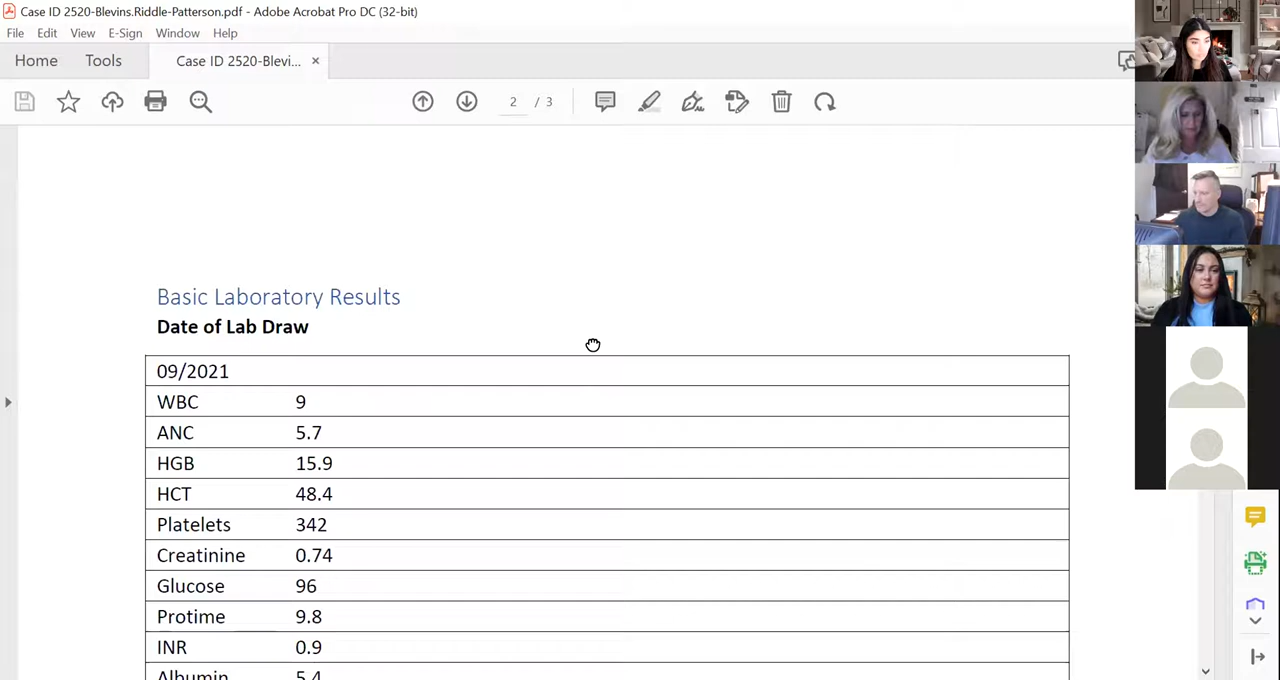 Case ID 2520-Blevins.Riddle-Patterson.pdf - Adobe Acrobat Pro DC (32-bit)
File Edit View E-Sign Window Help
Home Tools Case ID 2520-Blevi... ×
2 / 3
Basic Laboratory Results
Date of Lab Draw
09/2021
WBC 9
ANC 5.7
HGB 15.9
HCT 48.4
Platelets 342
Creatinine 0.74
Glucose 96
Protime 9.8
INR 0.9
Albumin 5.4